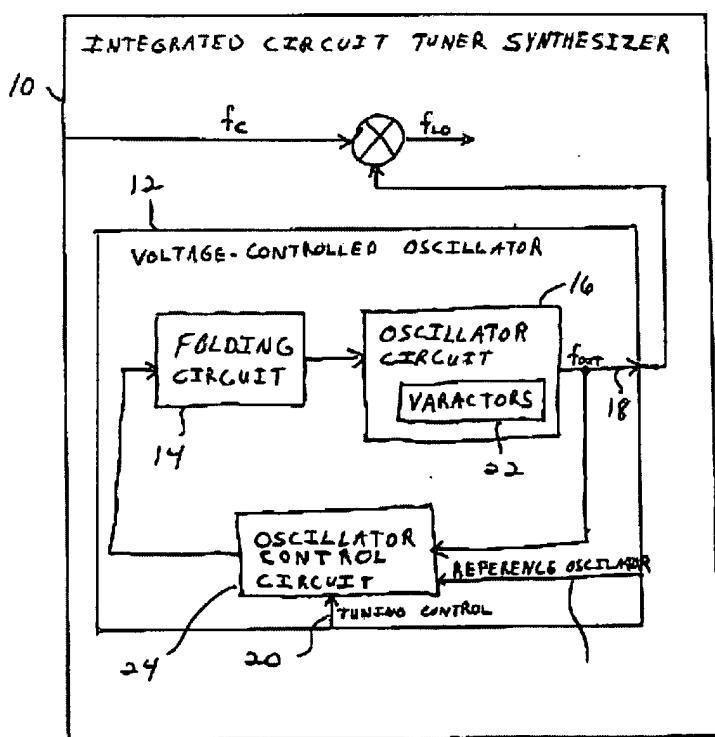 INTEGRATED CIRCUIT TUNER SYNTHESIZER
10
fc
fLO
12
VOLTAGE-CONTROLLED OSCILLATOR
16
FOLDING
CIRCUIT
OSCILLATOR
CIRCUIT
fOUT
VARACTORS
18
14
22
OSCILLATOR
CONTROL
CIRCUIT
REFERENCE OSCILATOR
TUNING CONTROL
24
20